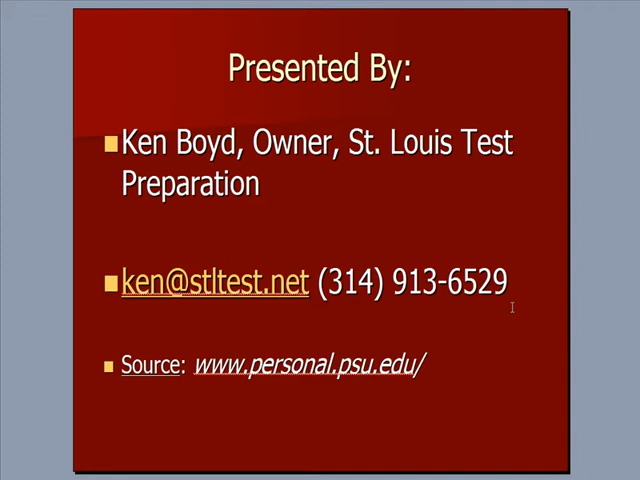 Presented By:
Ken Boyd, Owner, St. Louis Test
Preparation
ken@stltest.net (314) 913-6529
Source: www.personal.psu.edu/